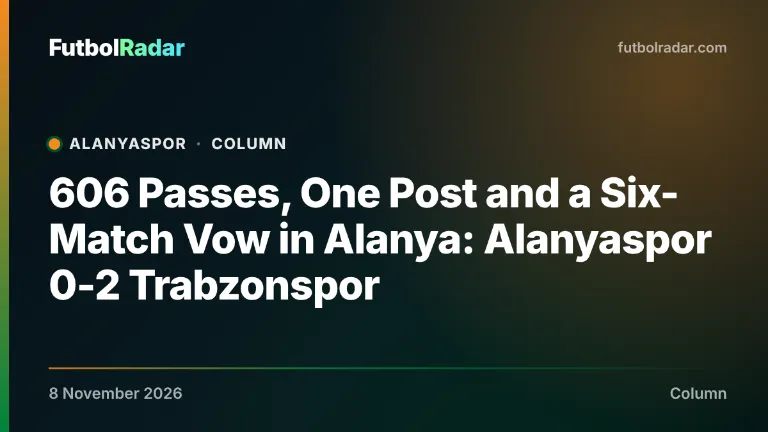 FutbolRadar
futbolradar.com
ALANYASPOR · COLUMN
606 Passes, One Post and a Six-
Match Vow in Alanya: Alanyaspor
0-2 Trabzonspor
8 November 2026
Column